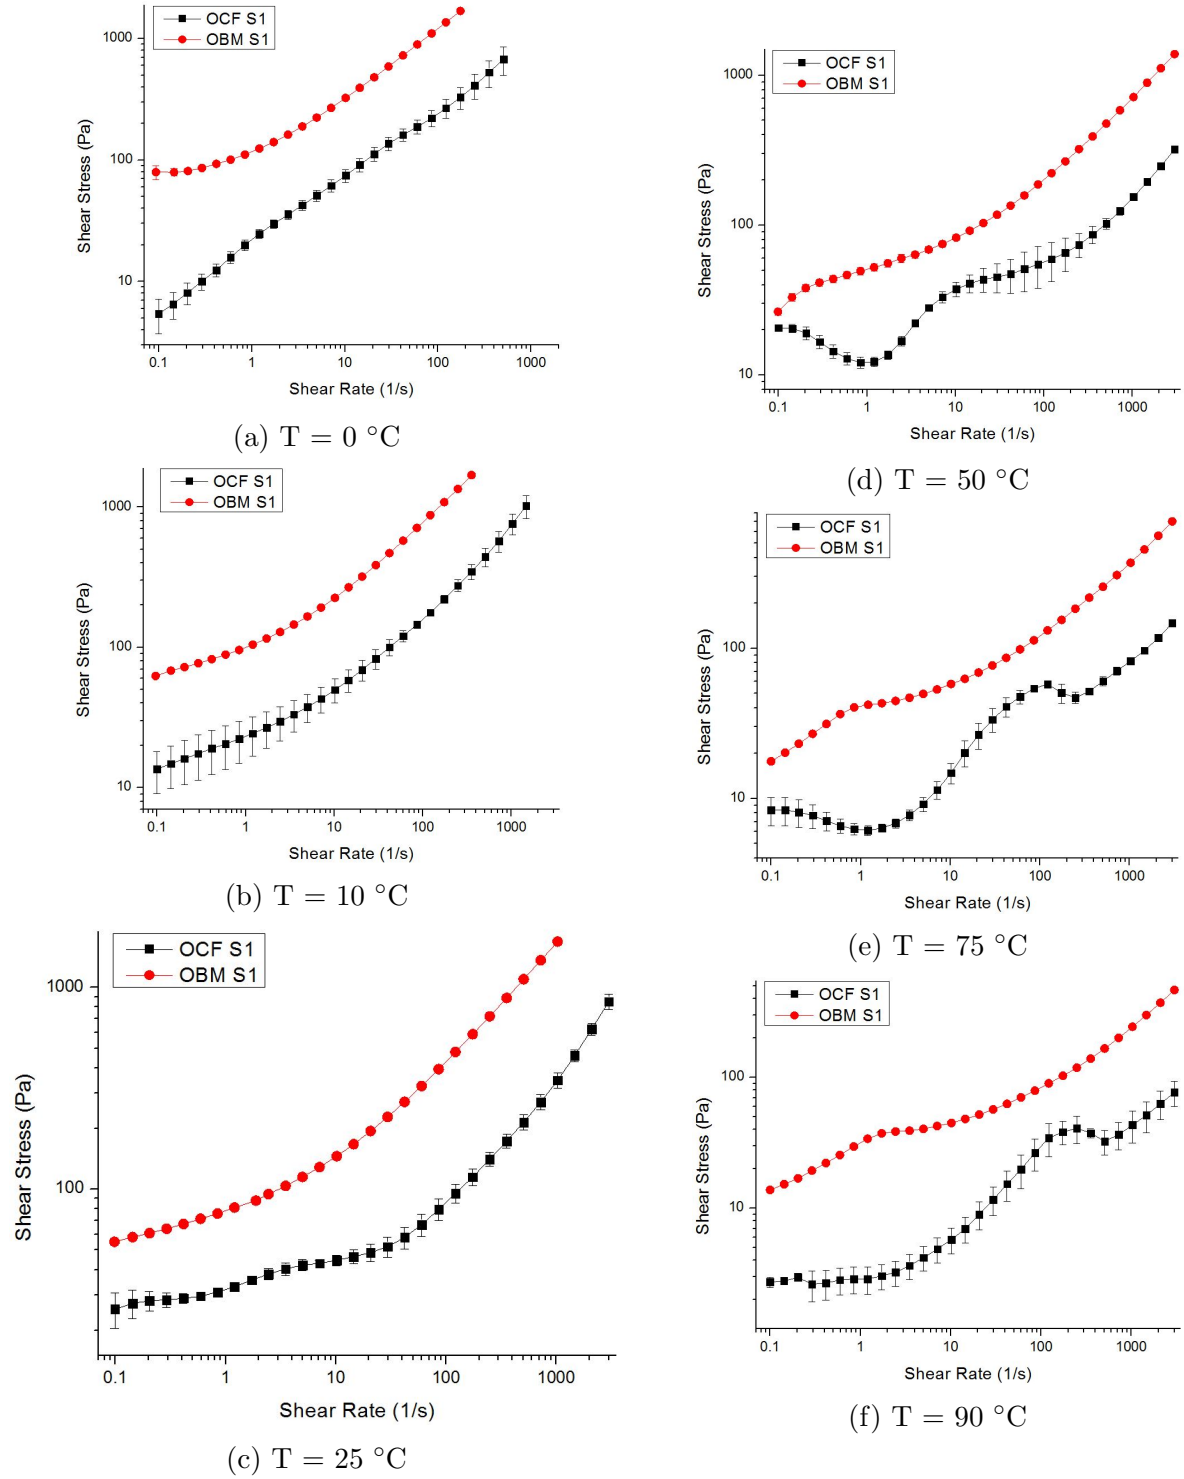 OCF S1
OBM S1
1000
100
10
Shear Stress (Pa)
0.1 1 10 100 1000
Shear Rate (1/s)
(a) T = 0 °C
OCF S1
OBM S1
1000
100
10
Shear Stress (Pa)
0.1 1 10 100 1000
Shear Rate (1/s)
(b) T = 10 °C
OCF S1
OBM S1
1000
100
Shear Stress (Pa)
0.1 1 10 100 1000
Shear Rate (1/s)
(c) T = 25 °C
OCF S1
OBM S1
1000
100
10
Shear Stress (Pa)
0.1 1 10 100 1000
Shear Rate (1/s)
(d) T = 50 °C
OCF S1
OBM S1
100
10
Shear Stress (Pa)
0.1 1 10 100 1000
Shear Rate (1/s)
(e) T = 75 °C
OCF S1
OBM S1
100
10
Shear Stress (Pa)
0.1 1 10 100 1000
Shear Rate (1/s)
(f) T = 90 °C